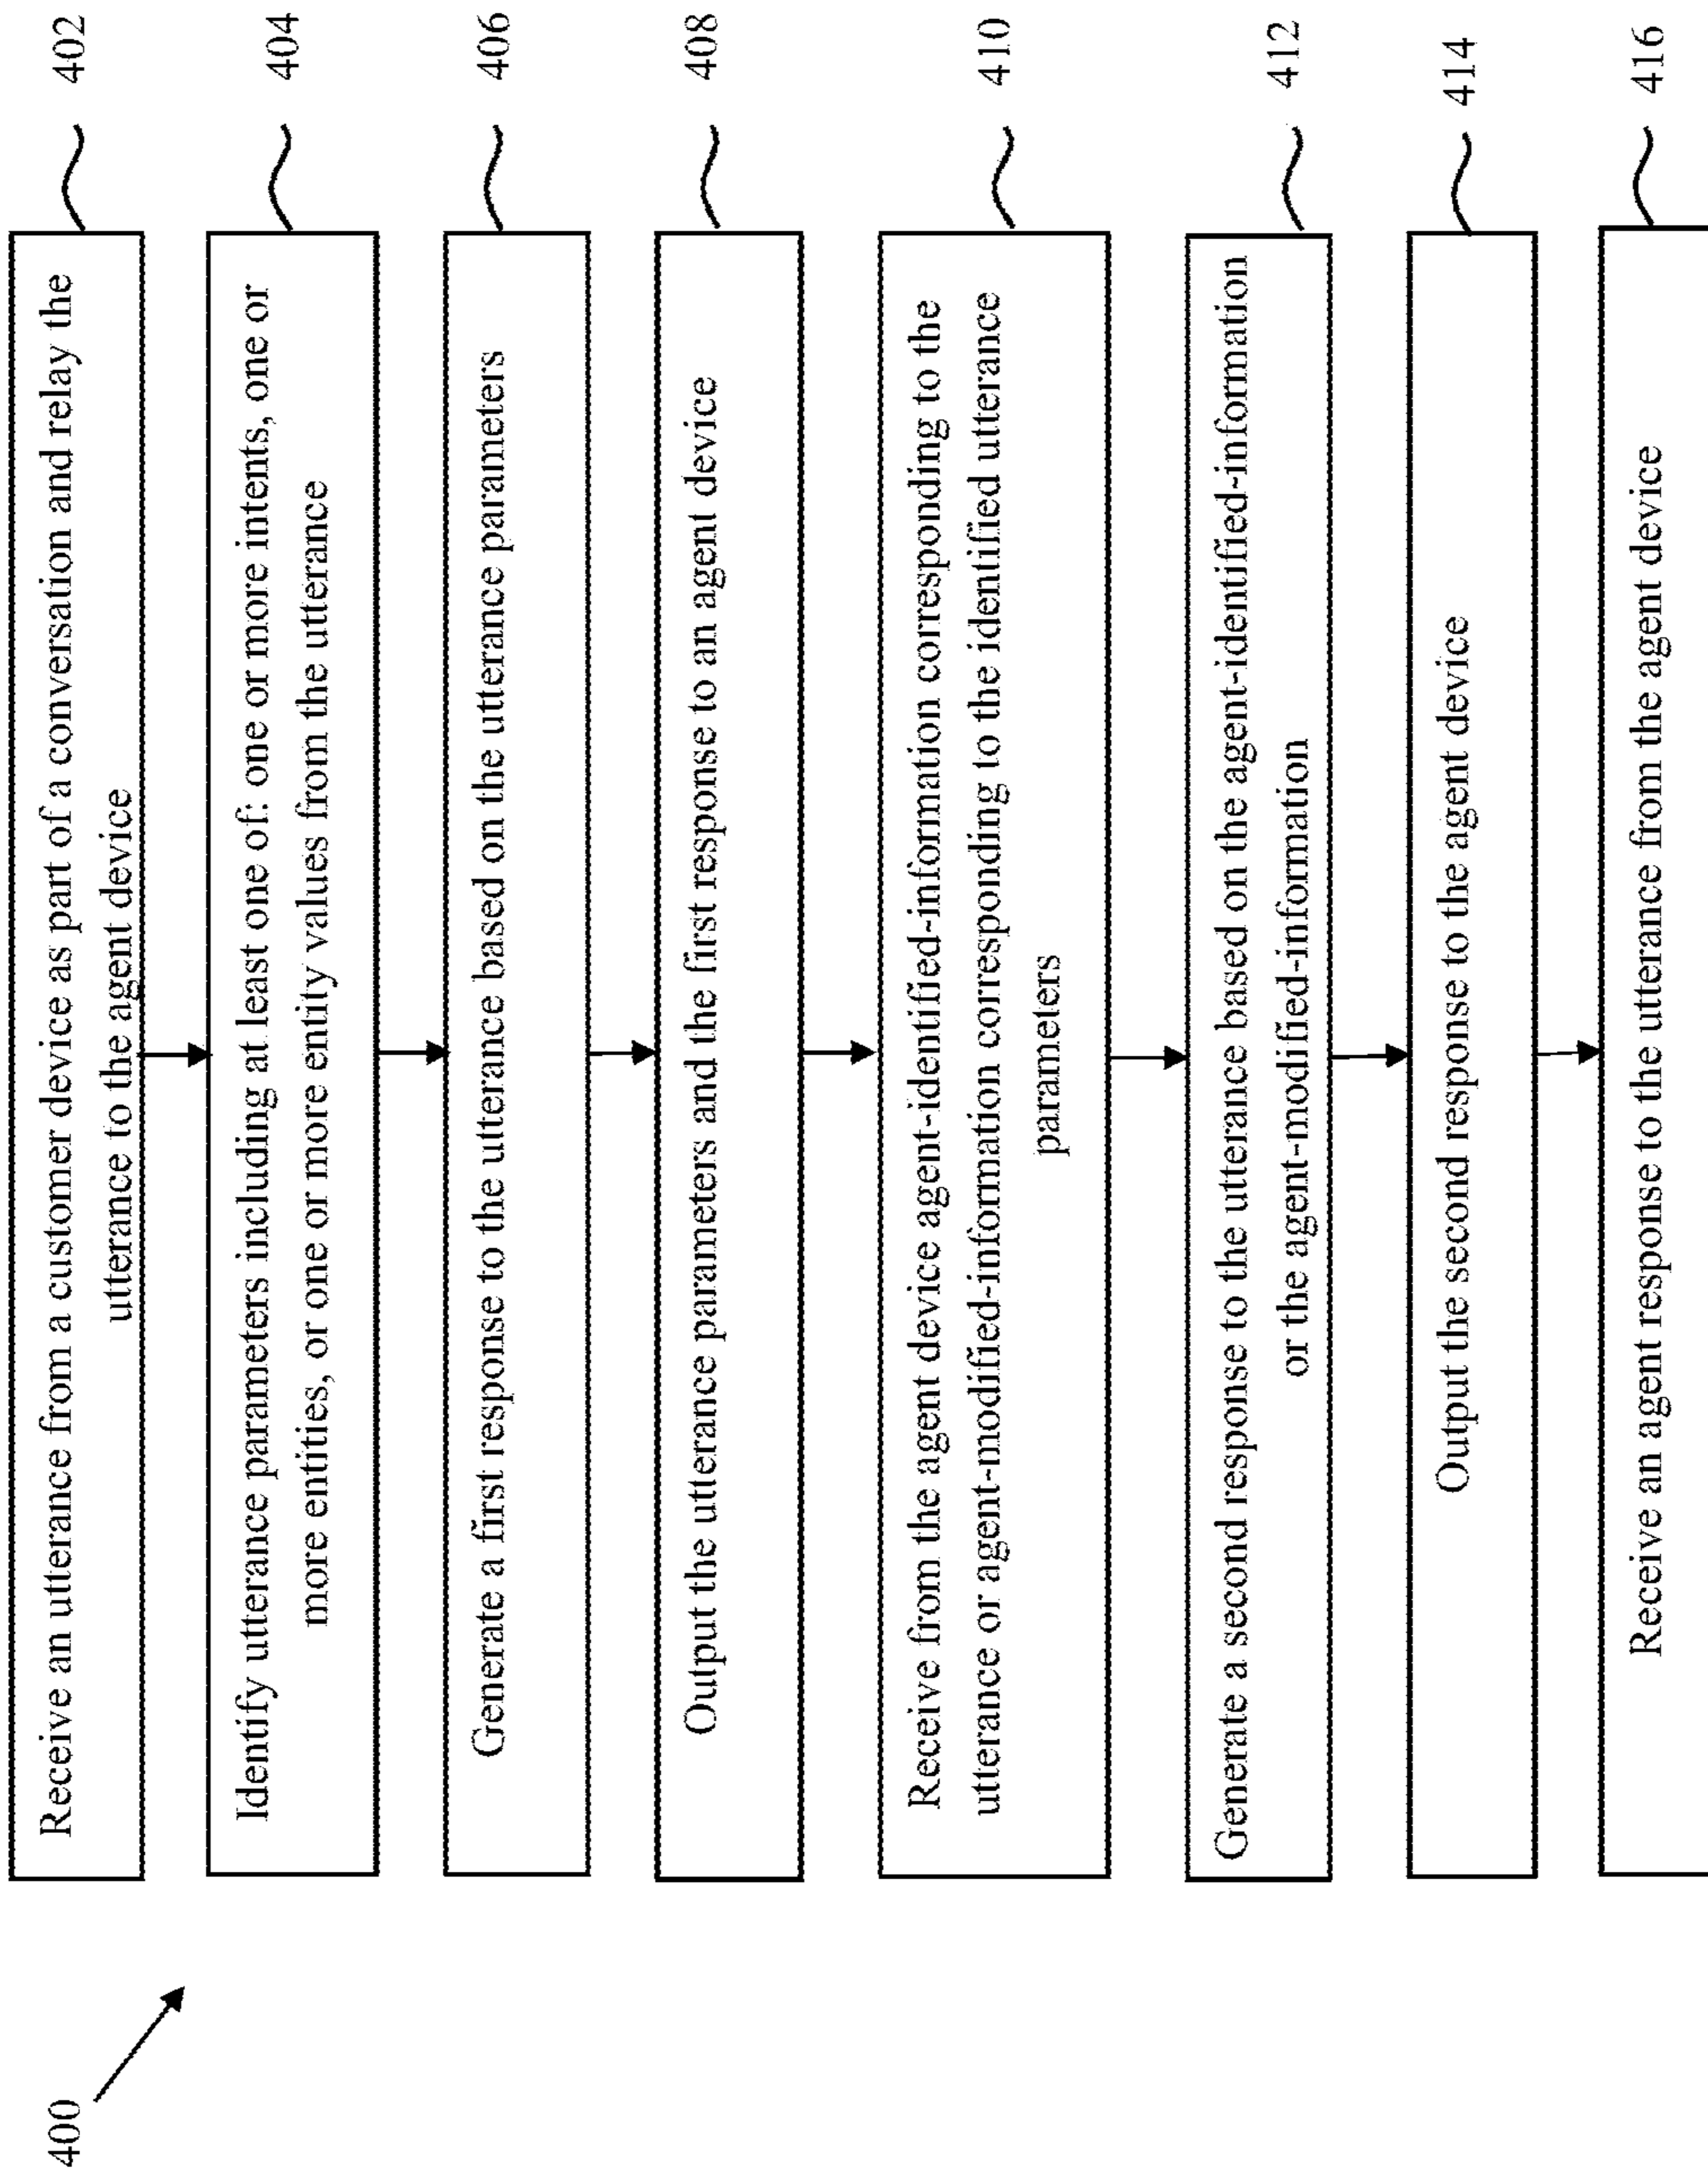 400
Receive an utterance from a customer device as part of a conversation and relay the
utterance to the agent device
402
Identify utterance parameters including at least one of: one or more intents, one or
more entities, or one or more entity values from the utterance
404
Generate a first response to the utterance based on the utterance parameters
406
Output the utterance parameters and the first response to an agent device
408
Receive from the agent device agent-identified-information corresponding to the
utterance or agent-modified-information corresponding to the identified utterance
parameters
410
Generate a second response to the utterance based on the agent-identified-information
or the agent-modified-information
412
Output the second response to the agent device
414
Receive an agent response to the utterance from the agent device
416